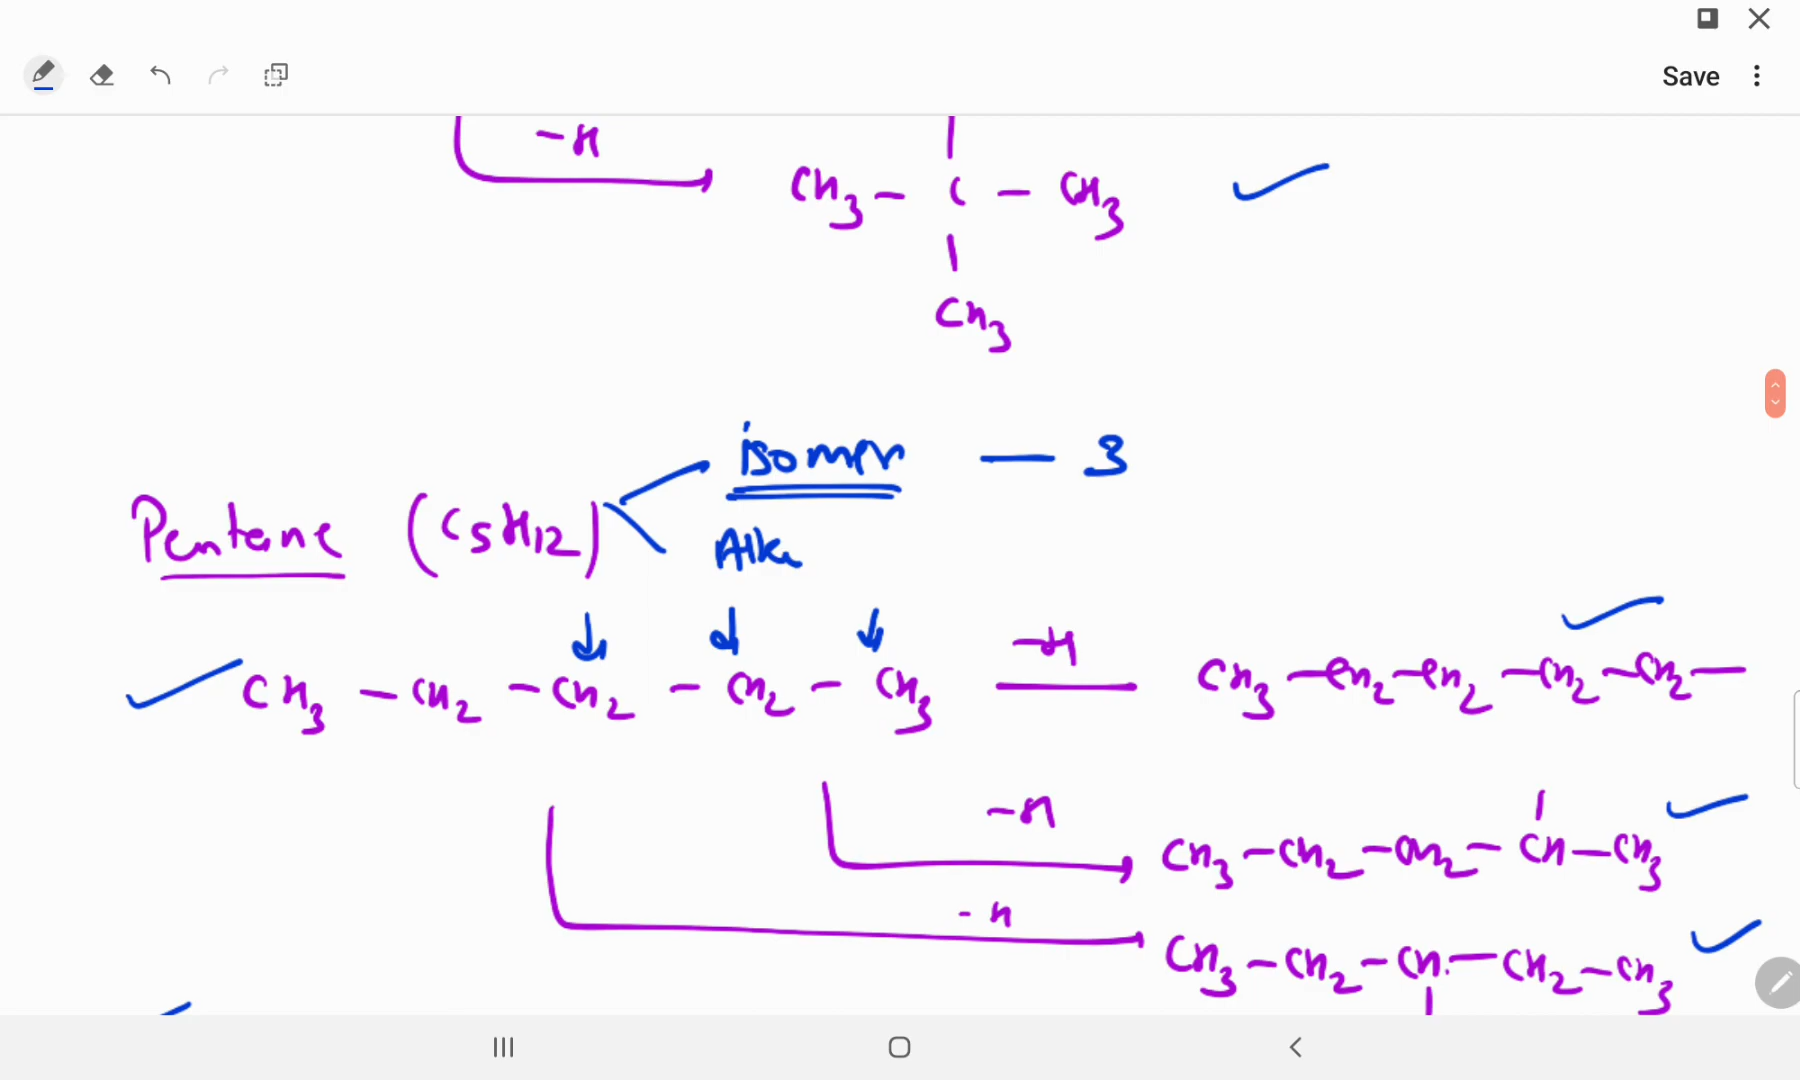 Save
-H
CH3 - C - CH3
CH3
isomer — 3
Pentane (C5H12)
Alk
CH3 - CH2 - CH2 - CH2 - CH3 -H CH3 - CH2 - CH2 - CH2 - CH2 -
-H
CH3 - CH2 - CH2 - CH - CH3
-H
CH3 - CH2 - CH - CH2 - CH3